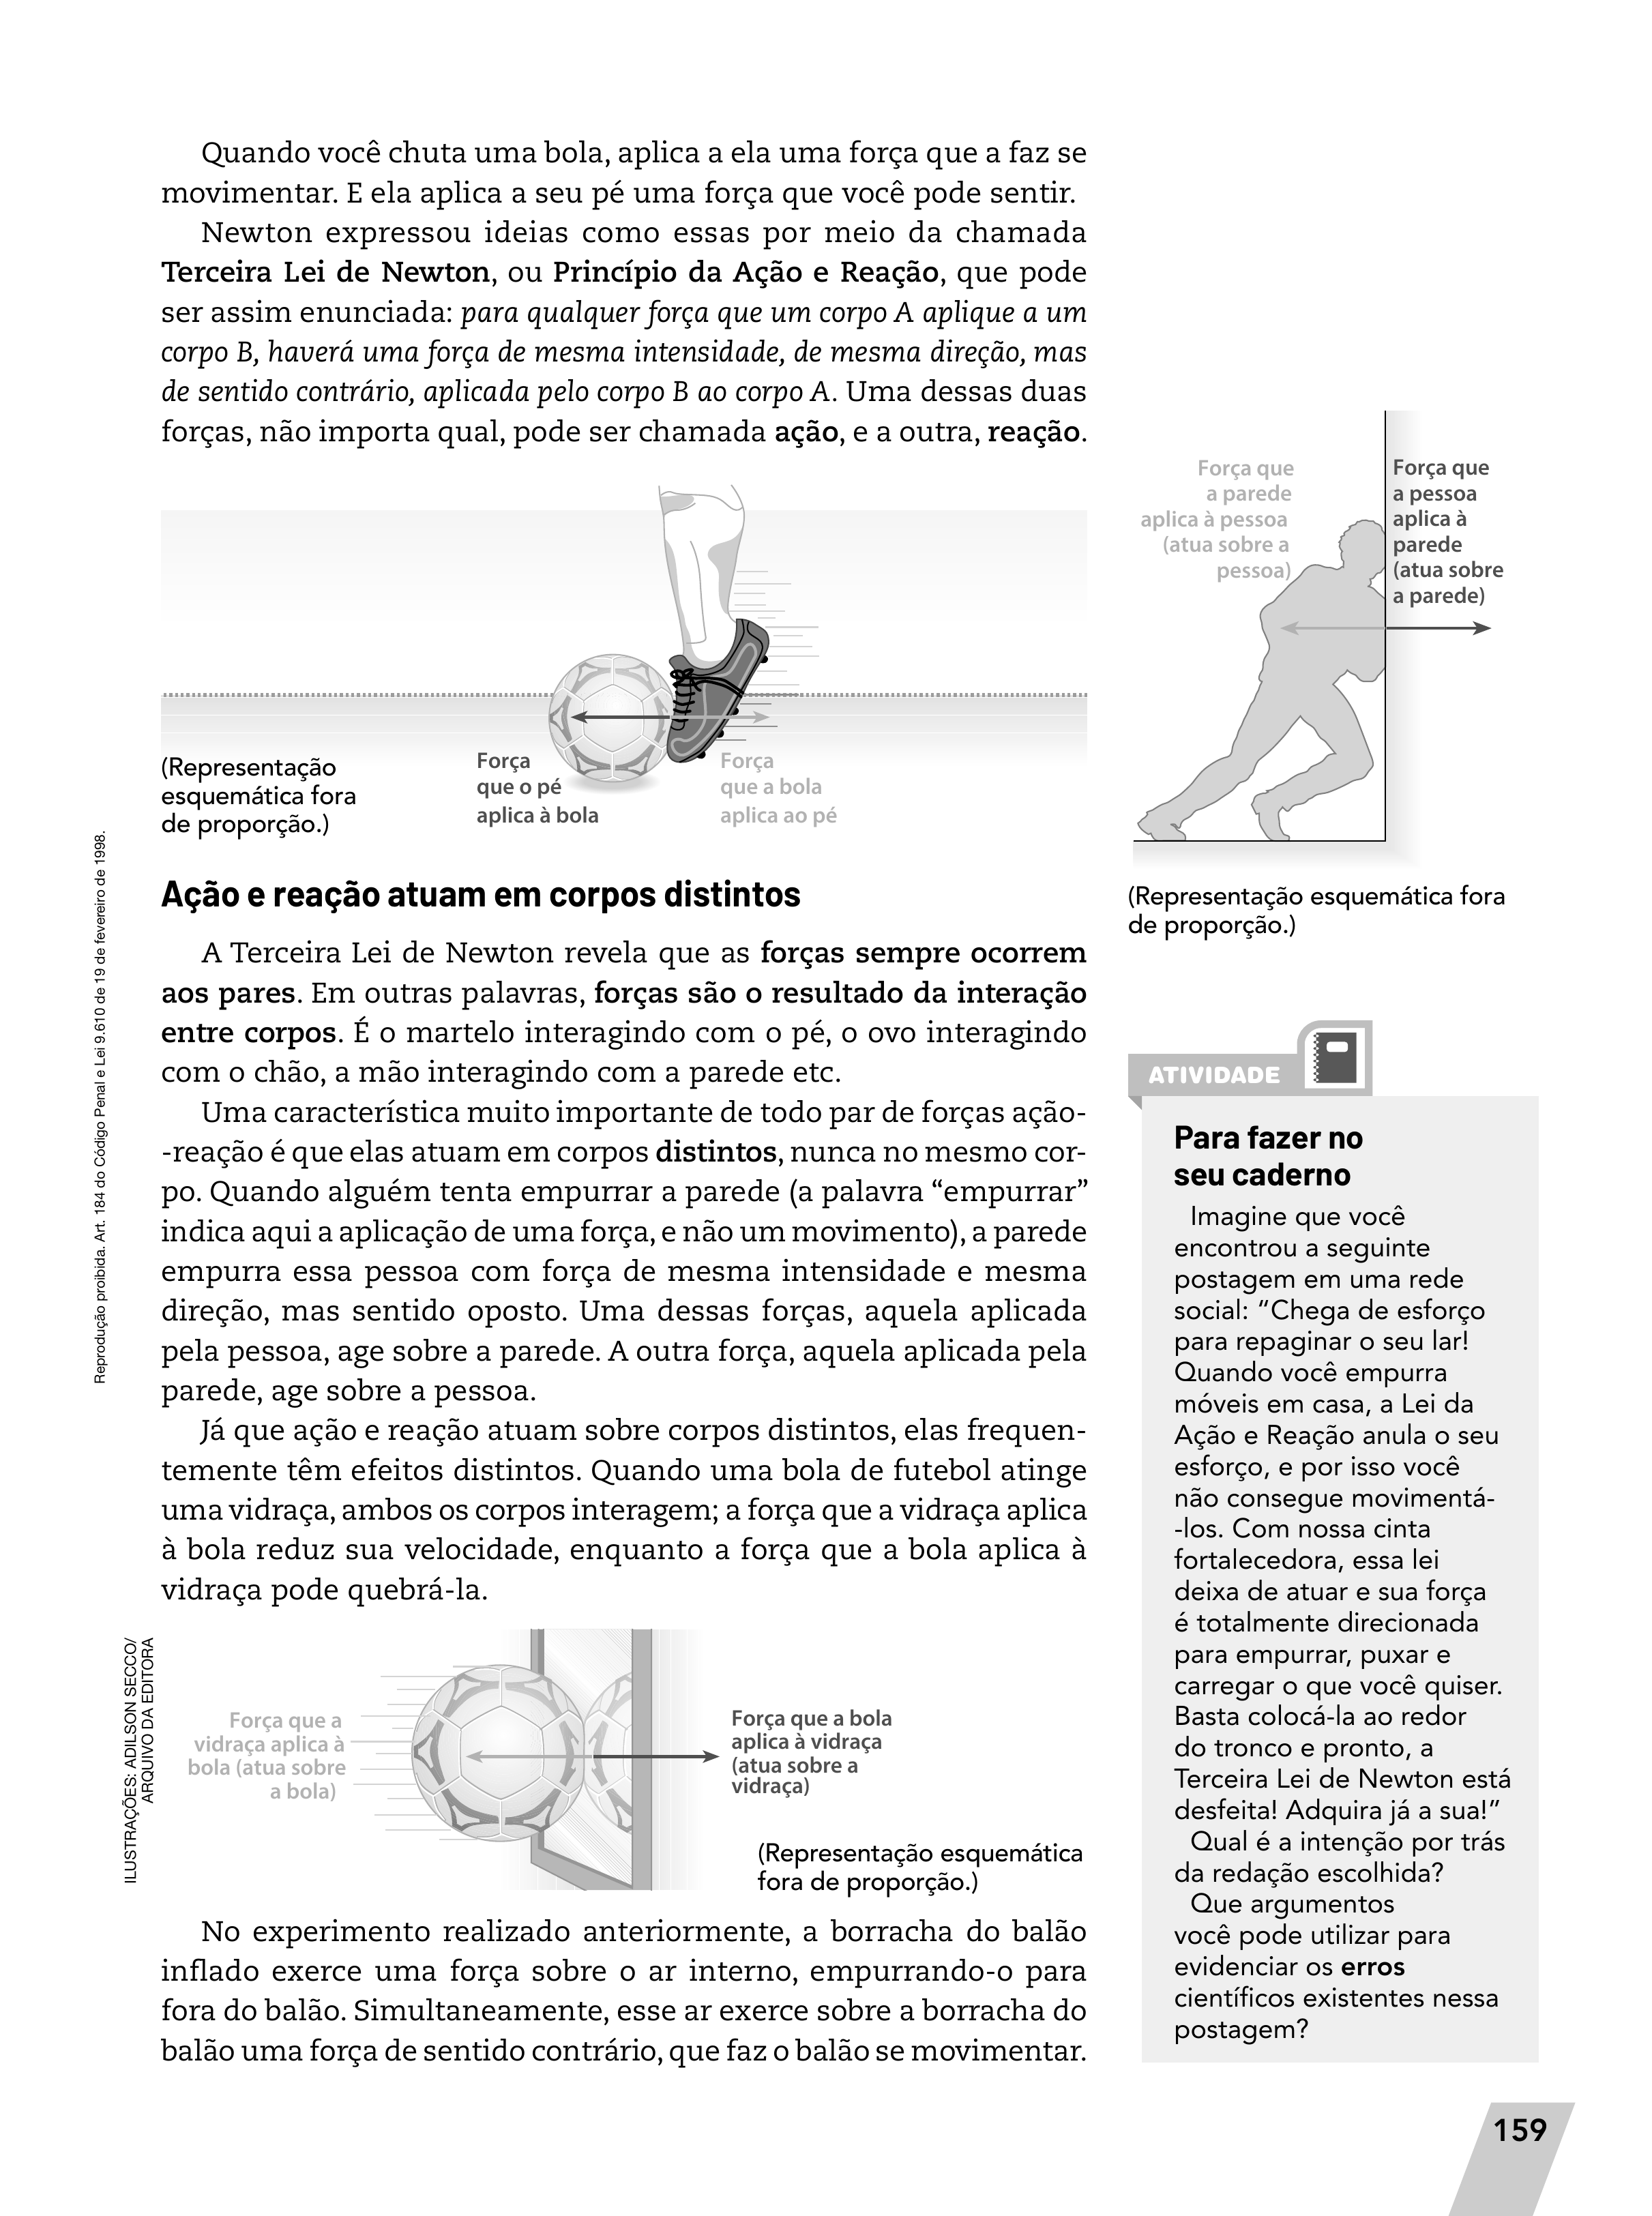 Quando você chuta uma bola, aplica a ela uma força que a faz se
movimentar. E ela aplica a seu pé uma força que você pode sentir.
Newton expressou ideias como essas por meio da chamada
Terceira Lei de Newton, ou Princípio da Ação e Reação, que pode
ser assim enunciada: para qualquer força que um corpo A aplique a um
corpo B, haverá uma força de mesma intensidade, de mesma direção, mas
de sentido contrário, aplicada pelo corpo B ao corpo A. Uma dessas duas
forças, não importa qual, pode ser chamada ação, e a outra, reação.
(Representação
esquemática fora
de proporção.)
Força
que o pé
aplica à bola
Força
que a bola
aplica ao pé
Força que
a parede
aplica à pessoa
(atua sobre a
pessoa)
Força que
a pessoa
aplica à
parede
(atua sobre
a parede)
(Representação esquemática fora
de proporção.)
Ação e reação atuam em corpos distintos
A Terceira Lei de Newton revela que as forças sempre ocorrem
aos pares. Em outras palavras, forças são o resultado da interação
entre corpos. É o martelo interagindo com o pé, o ovo interagindo
com o chão, a mão interagindo com a parede etc.
Uma característica muito importante de todo par de forças ação-
-reação é que elas atuam em corpos distintos, nunca no mesmo cor-
po. Quando alguém tenta empurrar a parede (a palavra “empurrar”
indica aqui a aplicação de uma força, e não um movimento), a parede
empurra essa pessoa com força de mesma intensidade e mesma
direção, mas sentido oposto. Uma dessas forças, aquela aplicada
pela pessoa, age sobre a parede. A outra força, aquela aplicada pela
parede, age sobre a pessoa.
Já que ação e reação atuam sobre corpos distintos, elas frequen-
temente têm efeitos distintos. Quando uma bola de futebol atinge
uma vidraça, ambos os corpos interagem; a força que a vidraça aplica
à bola reduz sua velocidade, enquanto a força que a bola aplica à
vidraça pode quebrá-la.
Força que a
vidraça aplica à
bola (atua sobre
a bola)
Força que a bola
aplica à vidraça
(atua sobre a
vidraça)
(Representação esquemática
fora de proporção.)
No experimento realizado anteriormente, a borracha do balão
inflado exerce uma força sobre o ar interno, empurrando-o para
fora do balão. Simultaneamente, esse ar exerce sobre a borracha do
balão uma força de sentido contrário, que faz o balão se movimentar.
ATIVIDADE
Para fazer no
seu caderno
Imagine que você
encontrou a seguinte
postagem em uma rede
social: “Chega de esforço
para repaginar o seu lar!
Quando você empurra
móveis em casa, a Lei da
Ação e Reação anula o seu
esforço, e por isso você
não consegue movimentá-
-los. Com nossa cinta
fortalecedora, essa lei
deixa de atuar e sua força
é totalmente direcionada
para empurrar, puxar e
carregar o que você quiser.
Basta colocá-la ao redor
do tronco e pronto, a
Terceira Lei de Newton está
desfeita! Adquira já a sua!”
Qual é a intenção por trás
da redação escolhida?
Que argumentos
você pode utilizar para
evidenciar os erros
científicos existentes nessa
postagem?
Reprodução proibida. Art. 184 do Código Penal e Lei 9.610 de 19 de fevereiro de 1998.
ILUSTRAÇÕES: ADILSON SECCO/
ARQUIVO DA EDITORA
159